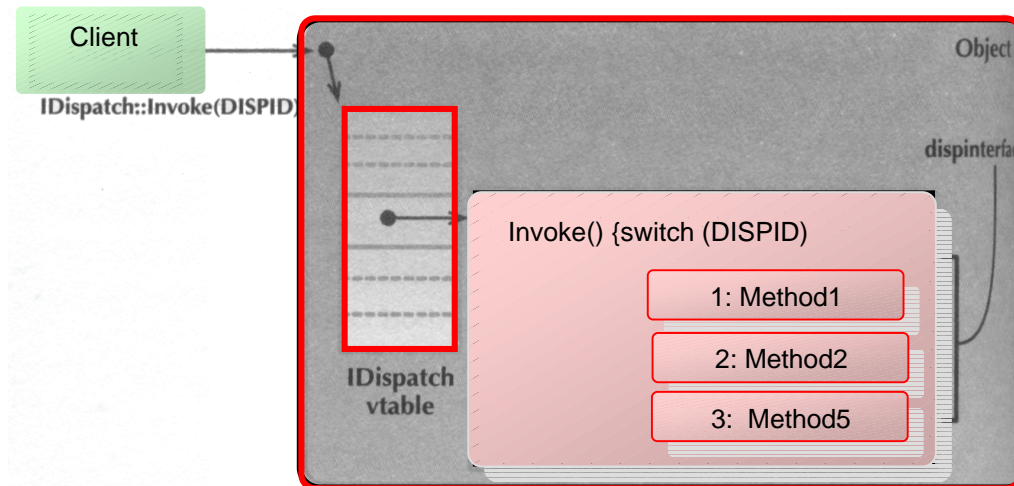 Client
Object
IDispatch::Invoke(DISPID)
dispinterfa
Invoke() {switch (DISPID)
1: Method1
2: Method2
3: Method5
IDispatch
vtable